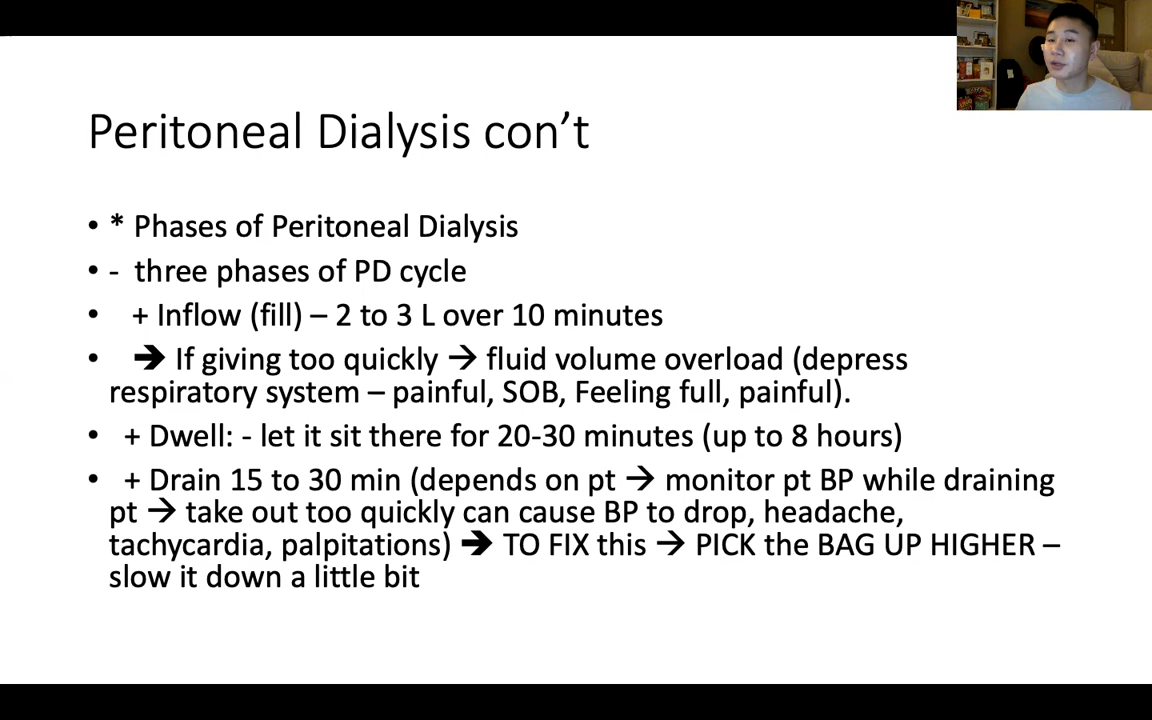 Peritoneal Dialysis con’t
• * Phases of Peritoneal Dialysis
• - three phases of PD cycle
• + Inflow (fill) – 2 to 3 L over 10 minutes
• ➔ If giving too quickly → fluid volume overload (depress
respiratory system – painful, SOB, Feeling full, painful).
• + Dwell: - let it sit there for 20-30 minutes (up to 8 hours)
• + Drain 15 to 30 min (depends on pt → monitor pt BP while draining
pt → take out too quickly can cause BP to drop, headache,
tachycardia, palpitations) ➔ TO FIX this → PICK the BAG UP HIGHER –
slow it down a little bit